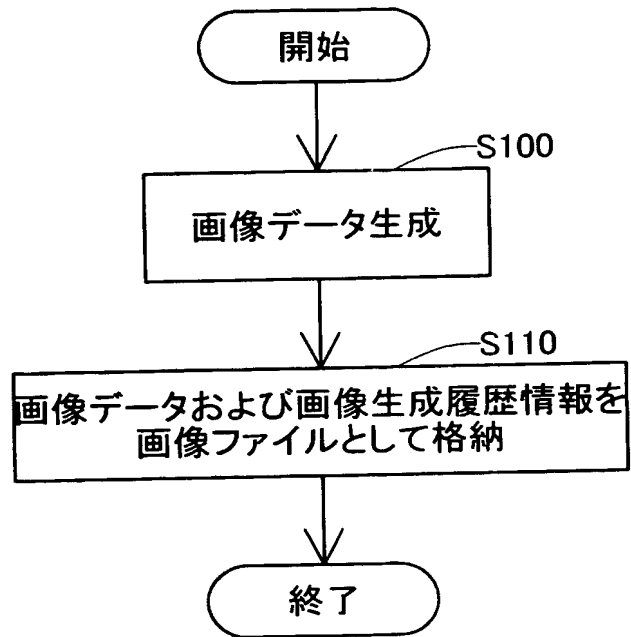 開始
S100
画像データ生成
S110
画像データおよび画像生成履歴情報を
画像ファイルとして格納
終了